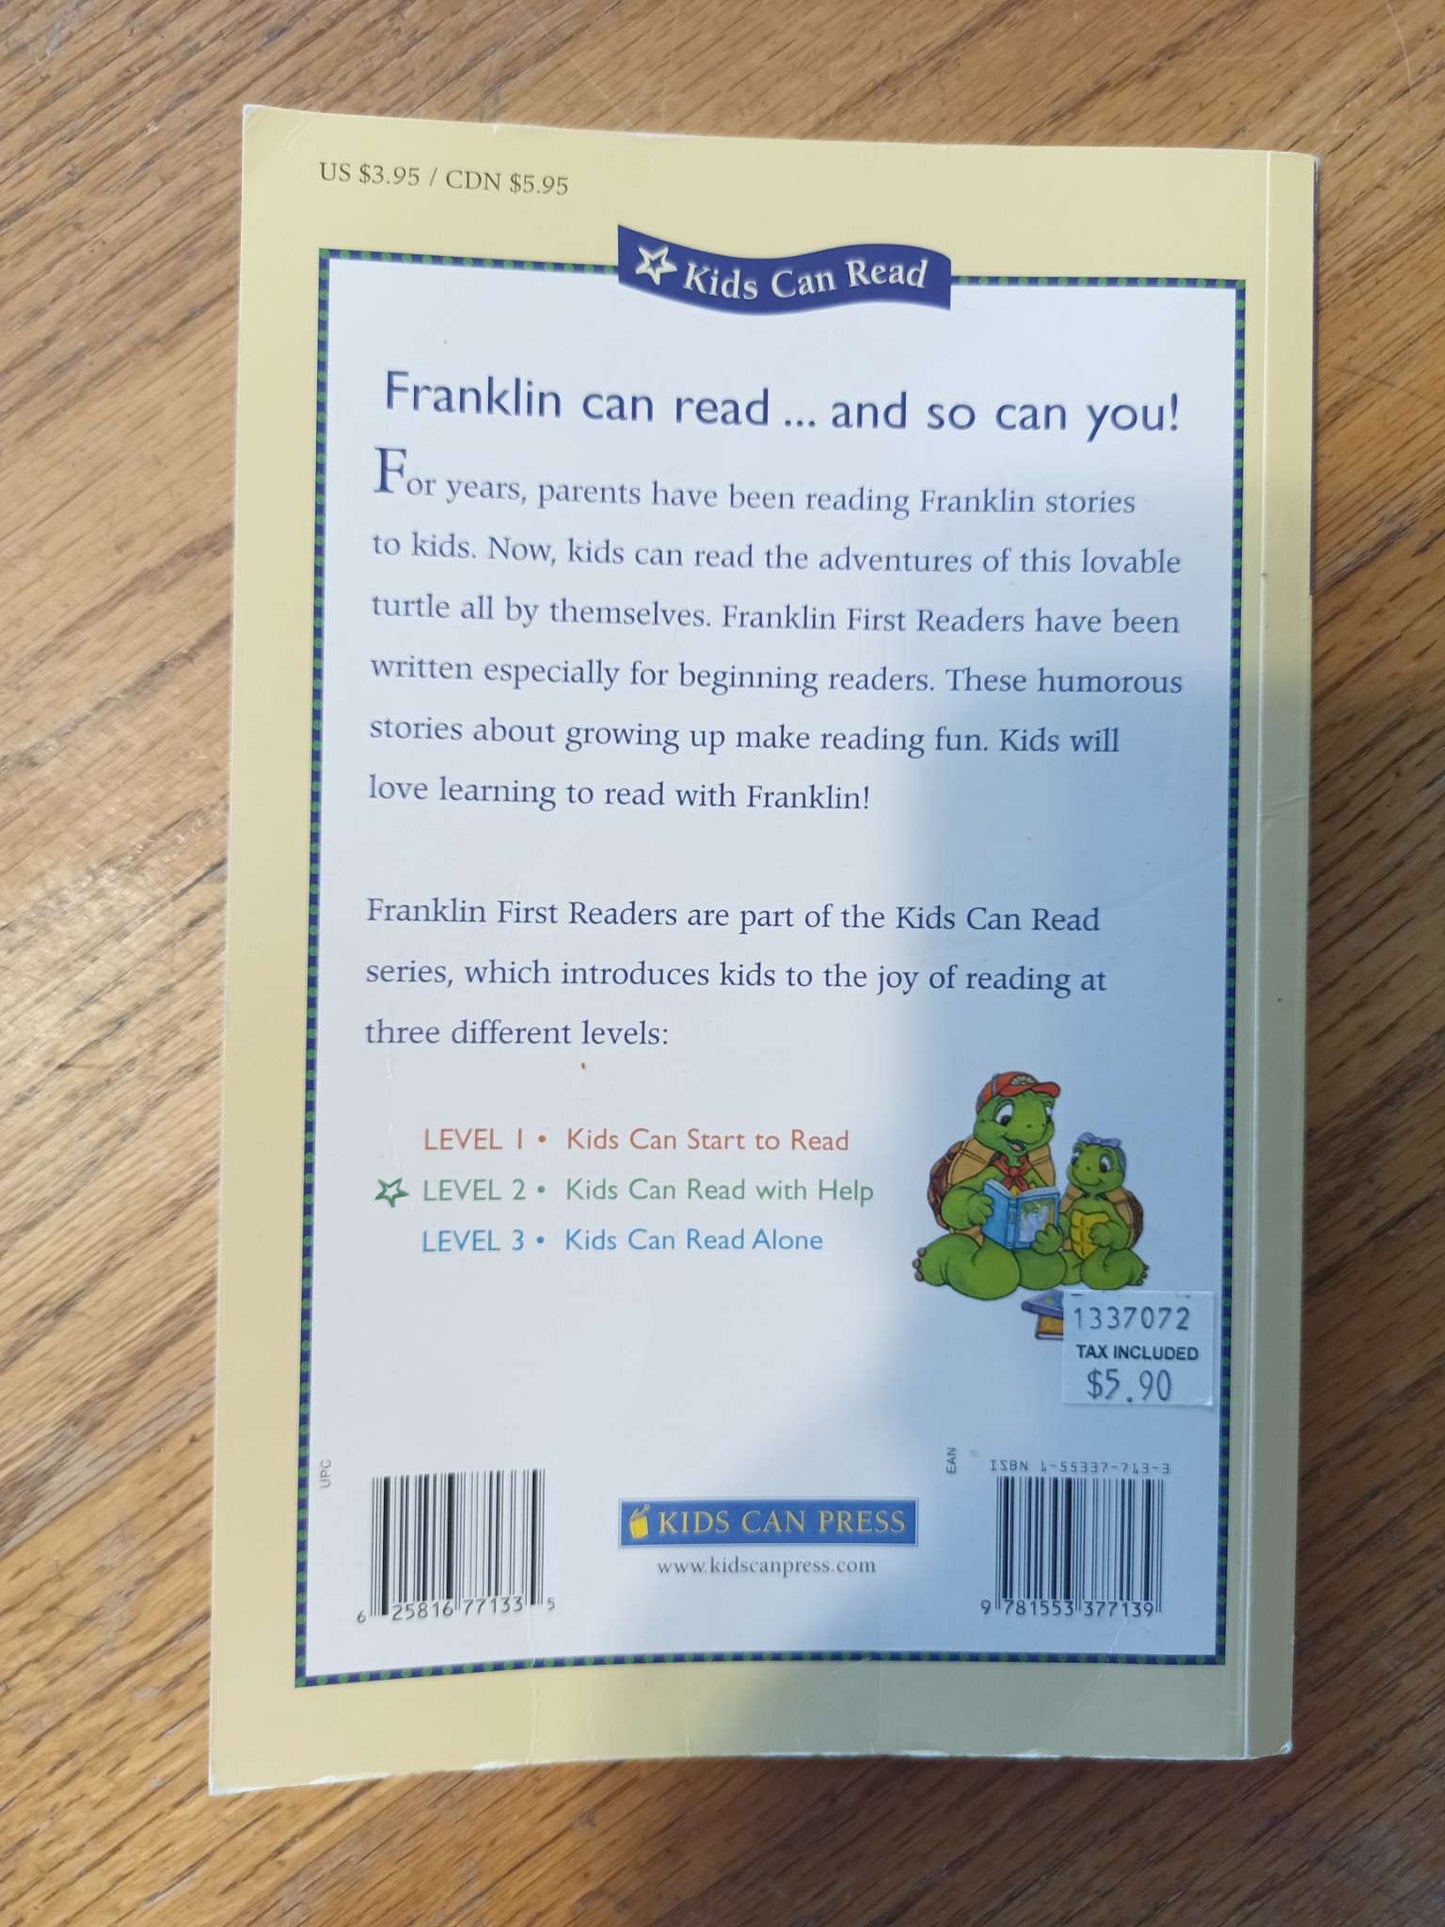 US $3.95 / CDN $5.95
Kids Can Read
Franklin can read ... and so can you!
For years, parents have been reading Franklin stories
to kids. Now, kids can read the adventures of this lovable
turtle all by themselves. Franklin First Readers have been
written especially for beginning readers. These humorous
stories about growing up make reading fun. Kids will
love learning to read with Franklin!
Franklin First Readers are part of the Kids Can Read
series, which introduces kids to the joy of reading at
three different levels:
LEVEL 1 • Kids Can Start to Read
LEVEL 2 • Kids Can Read with Help
LEVEL 3 • Kids Can Read Alone
1337072
TAX INCLUDED
$5.90
UPC
6 25816 77133 5
KIDS CAN PRESS
www.kidscanpress.com
EAN
ISBN 1-55337-713-3
9 781553 377139